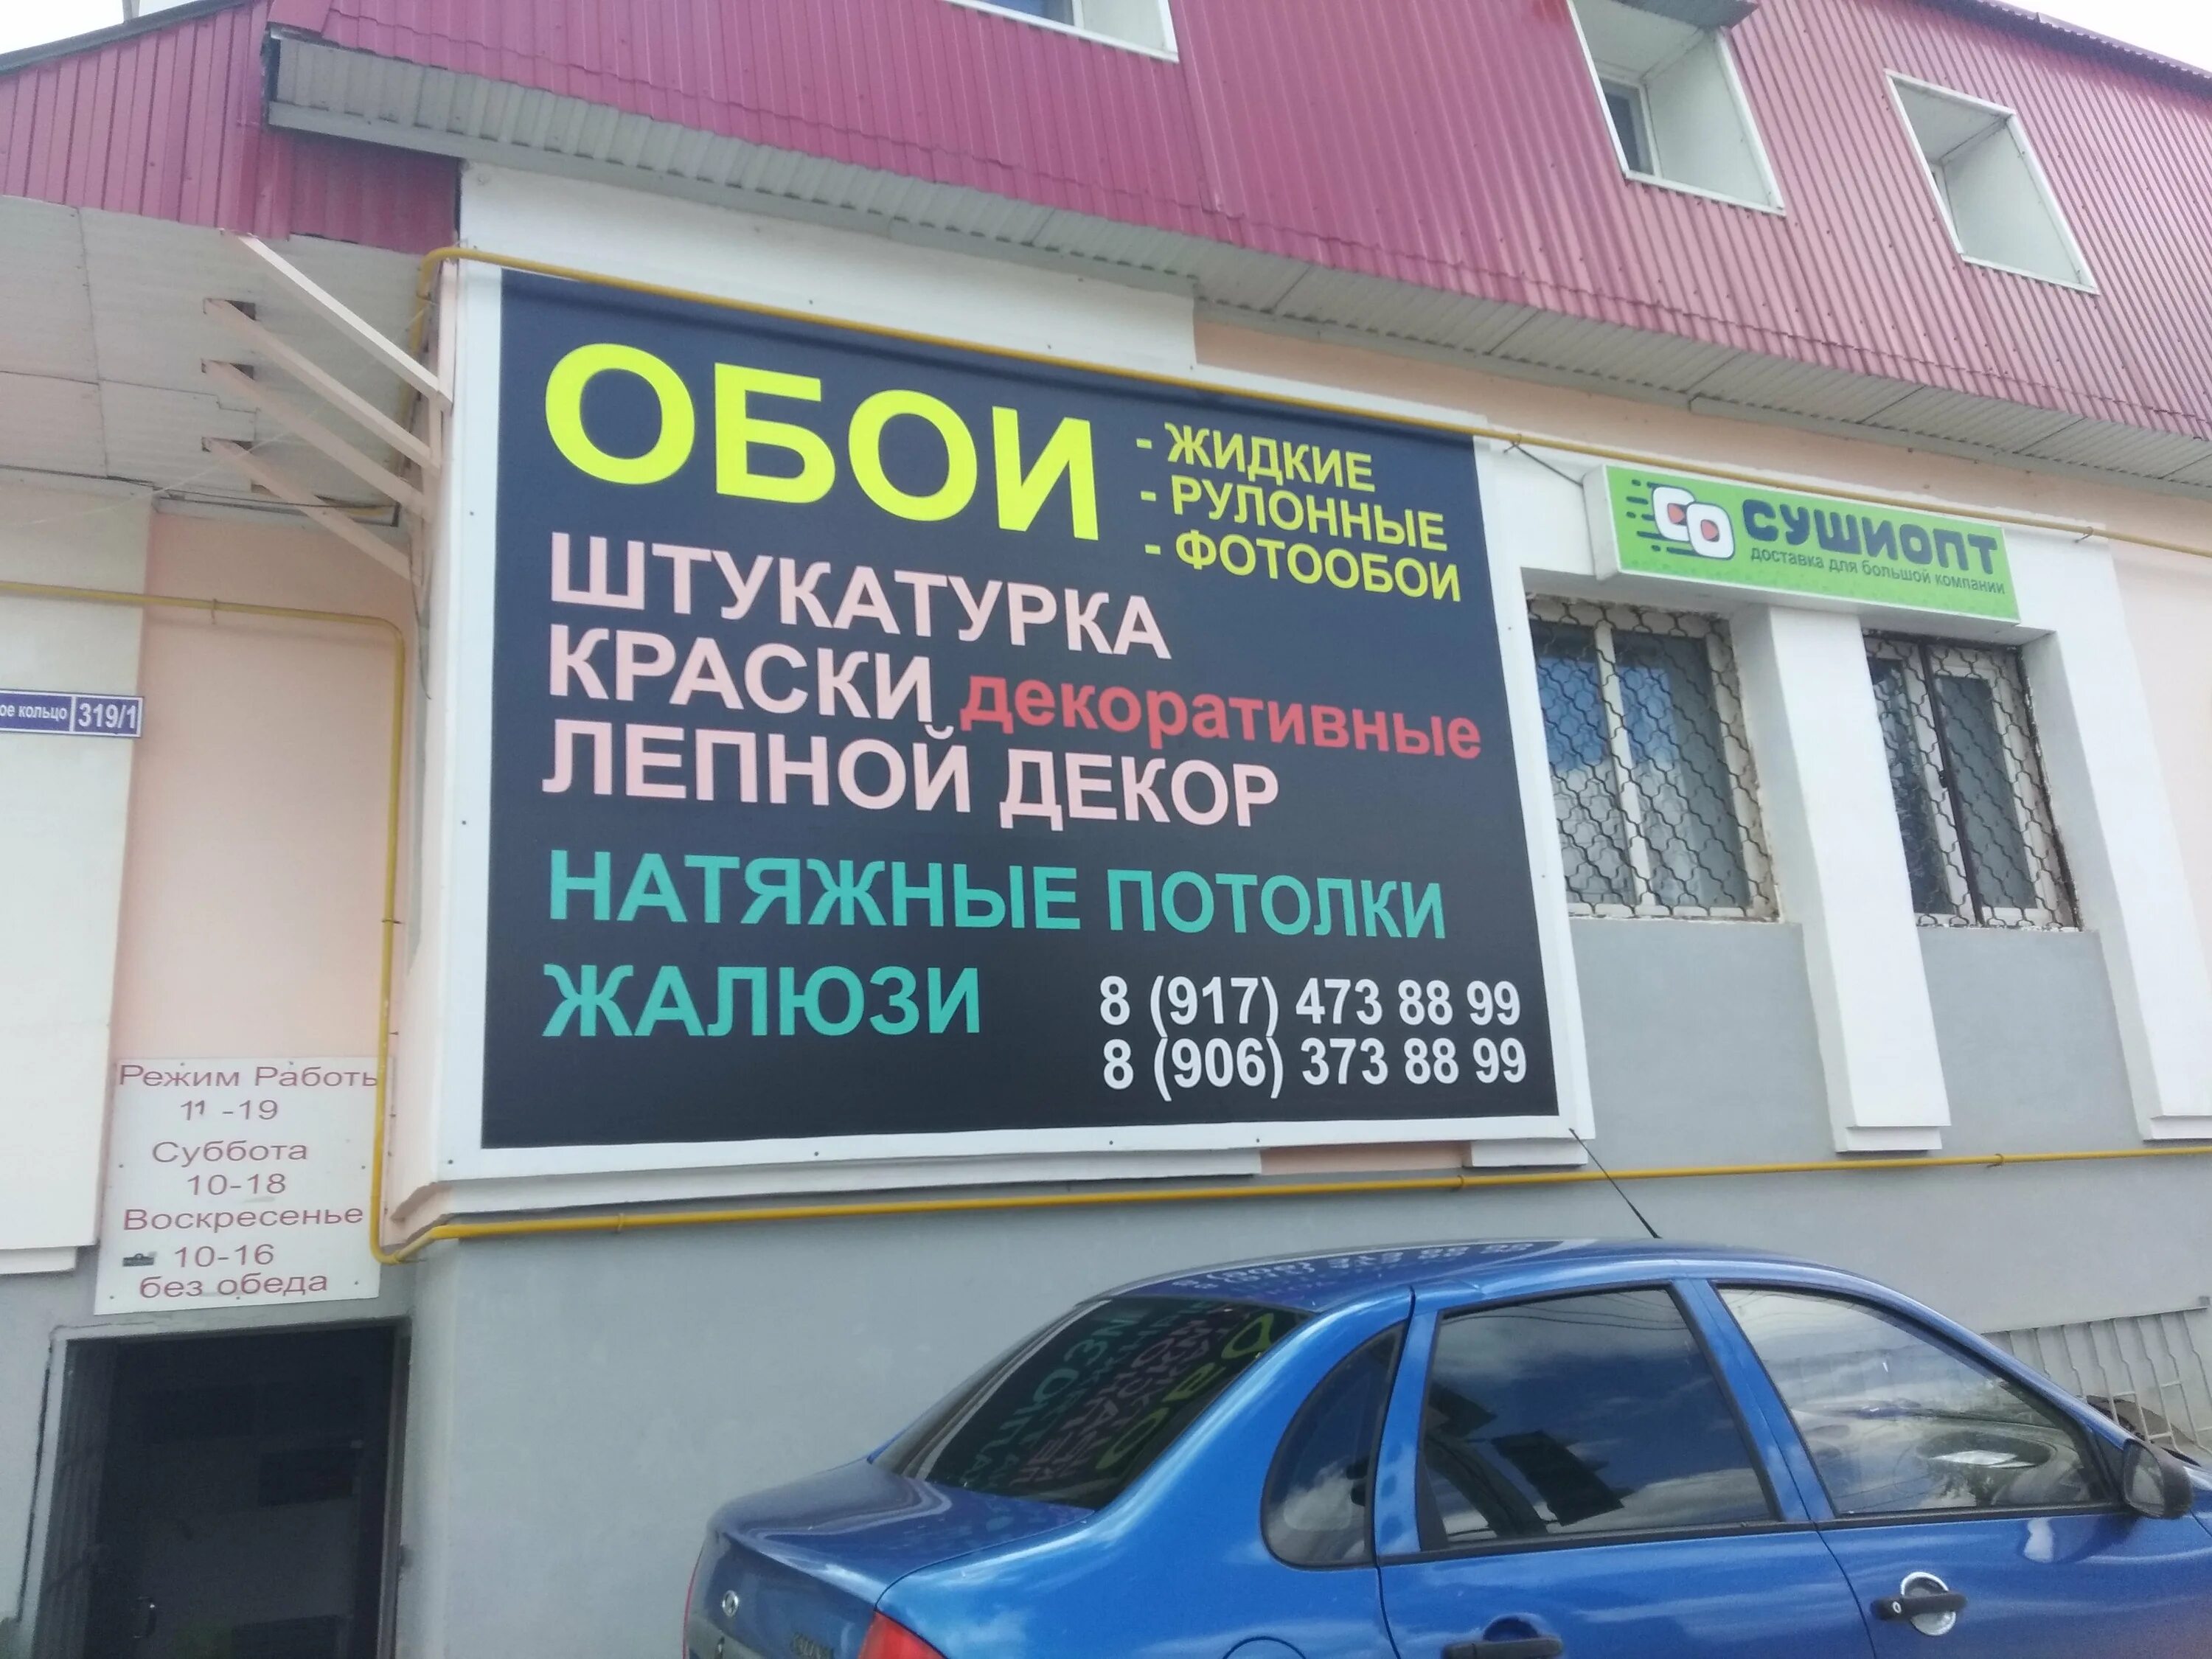 ОБОИ
- ЖИДКИЕ
- РУЛОННЫЕ
- ФОТООБОИ
ШТУКАТУРКА
КРАСКИ декоративные
ЛЕПНОЙ ДЕКОР
НАТЯЖНЫЕ ПОТОЛКИ
ЖАЛЮЗИ
8 (917) 473 88 99
8 (906) 373 88 99
СО СУШИОПТ
доставка для большой компании
ое кольцо 319/1
Режим Работы
11 -19
Суббота
10-18
Воскресенье
10-16
без обеда